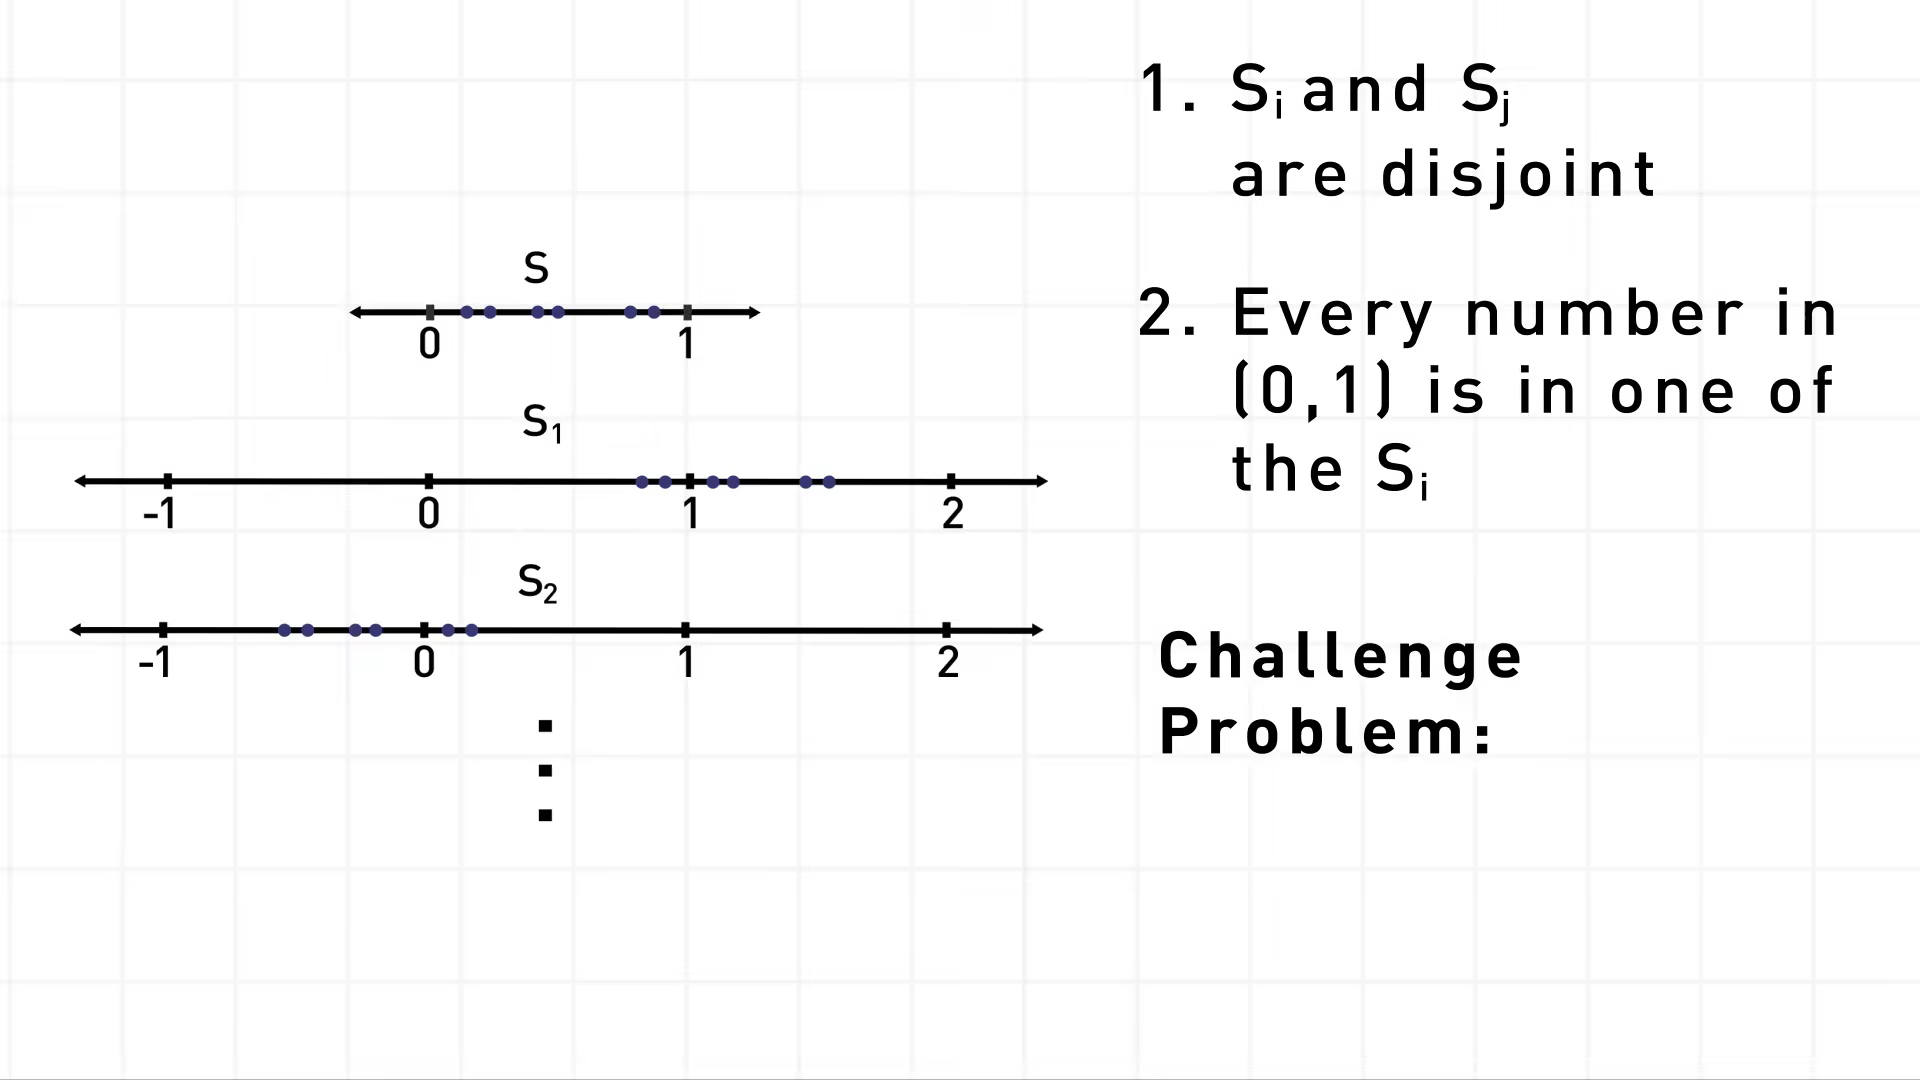 S
0 1
S₁
-1 0 1 2
S₂
-1 0 1 2
1. Sᵢ and Sⱼ
are disjoint
2. Every number in
(0,1) is in one of
the Sᵢ
Challenge
Problem: